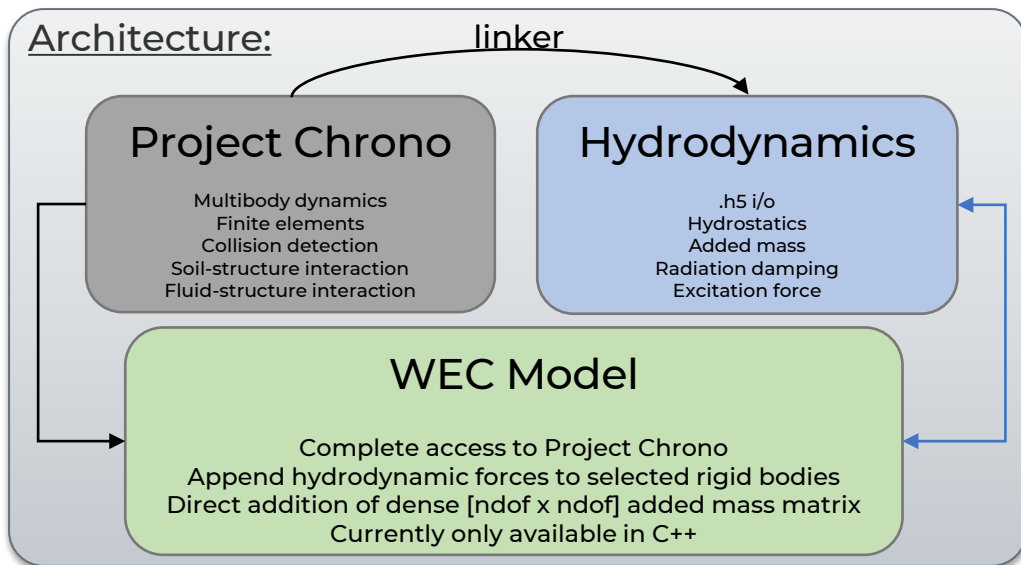 Architecture:
linker
Project Chrono
Multibody dynamics
Finite elements
Collision detection
Soil-structure interaction
Fluid-structure interaction
Hydrodynamics
.h5 i/o
Hydrostatics
Added mass
Radiation damping
Excitation force
WEC Model
Complete access to Project Chrono
Append hydrodynamic forces to selected rigid bodies
Direct addition of dense [ndof x ndof] added mass matrix
Currently only available in C++